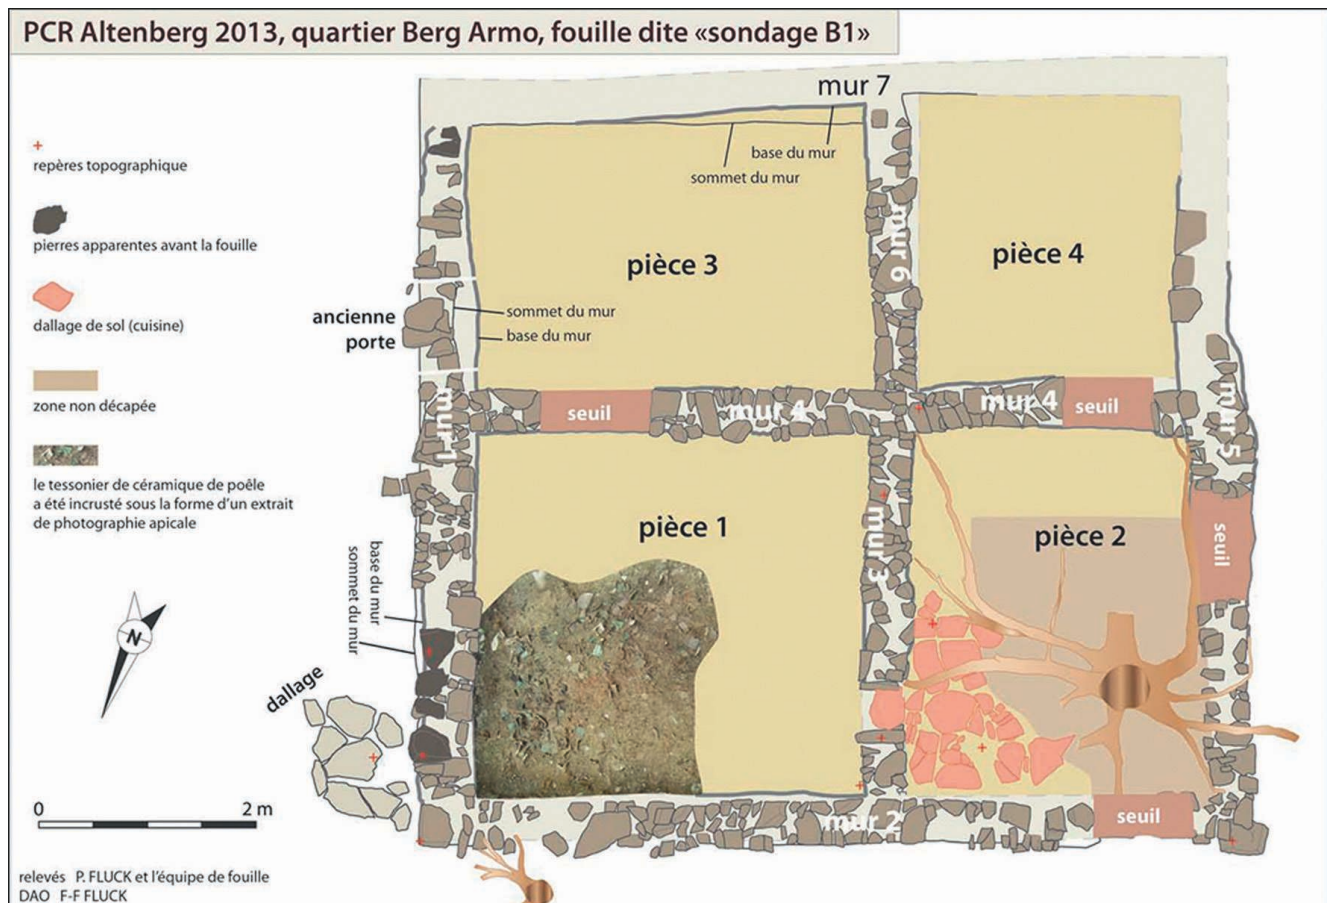 PCR Altenberg 2013, quartier Berg Armo, fouille dite «sondage B1»
repères topographique
pierres apparentes avant la fouille
dallage de sol (cuisine)
zone non décapée
le tessonier de céramique de poêle
a été incrusté sous la forme d'un extrait
de photographie apicale
N
dallage
0 2 m
relevés P. FLUCK et l'équipe de fouille
DAO F-F FLUCK
mur 7
base du mur
sommet du mur
pièce 3
mur 6
pièce 4
ancienne
porte
sommet du mur
base du mur
mur 1
seuil
mur 4
mur 4
seuil
mur 5
base du mur
sommet du mur
pièce 1
mur 3
pièce 2
seuil
mur 2
seuil